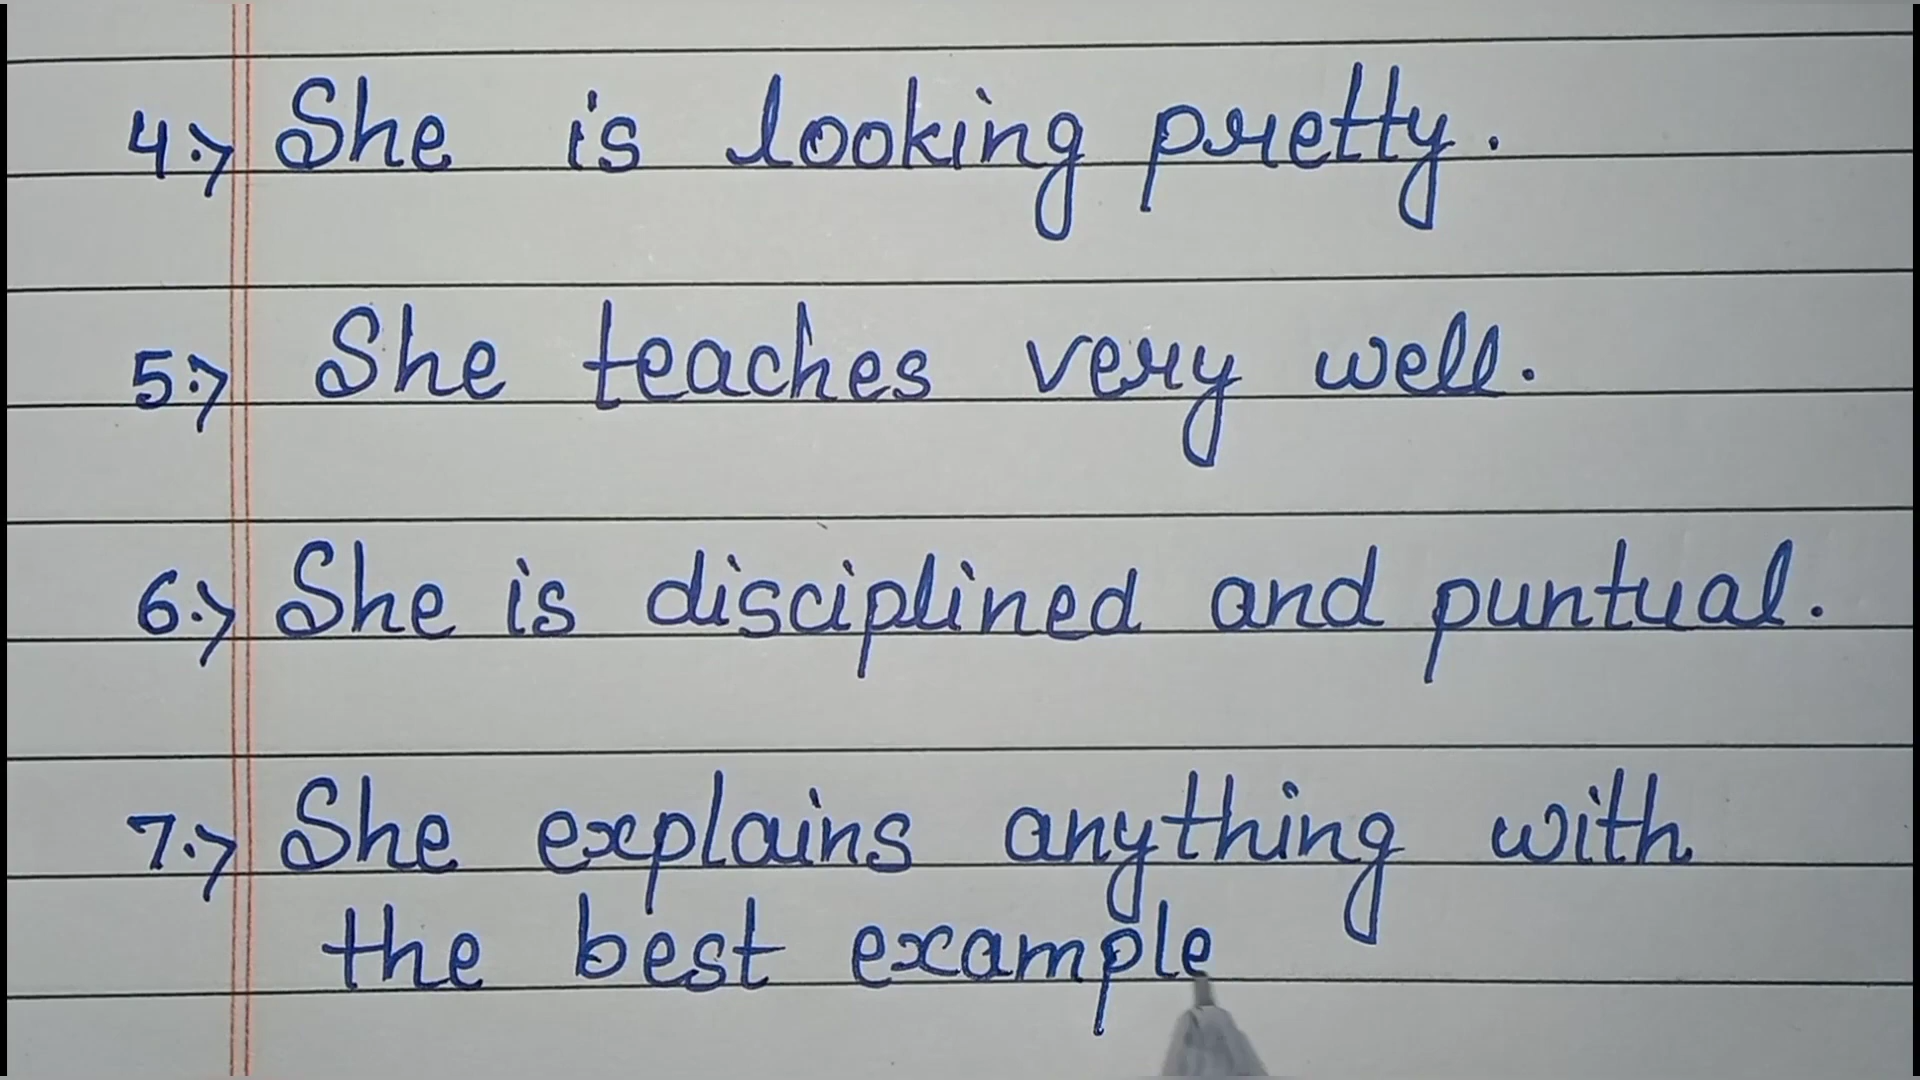 4.) She is looking pretty.
5.) She teaches very well.
6.) She is disciplined and puntual.
7.) She explains anything with
the best example